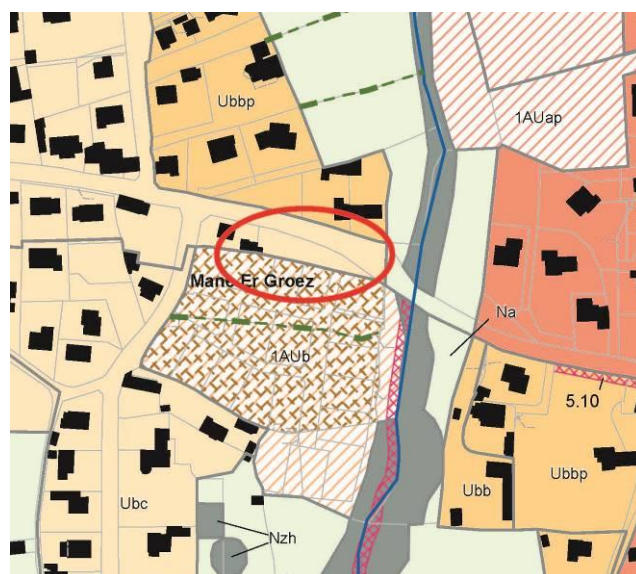 Ubbp
1AUap
Mane Er Groez
Na
1AUb
5.10
Ubc
Ubb
Ubbp
Nzh